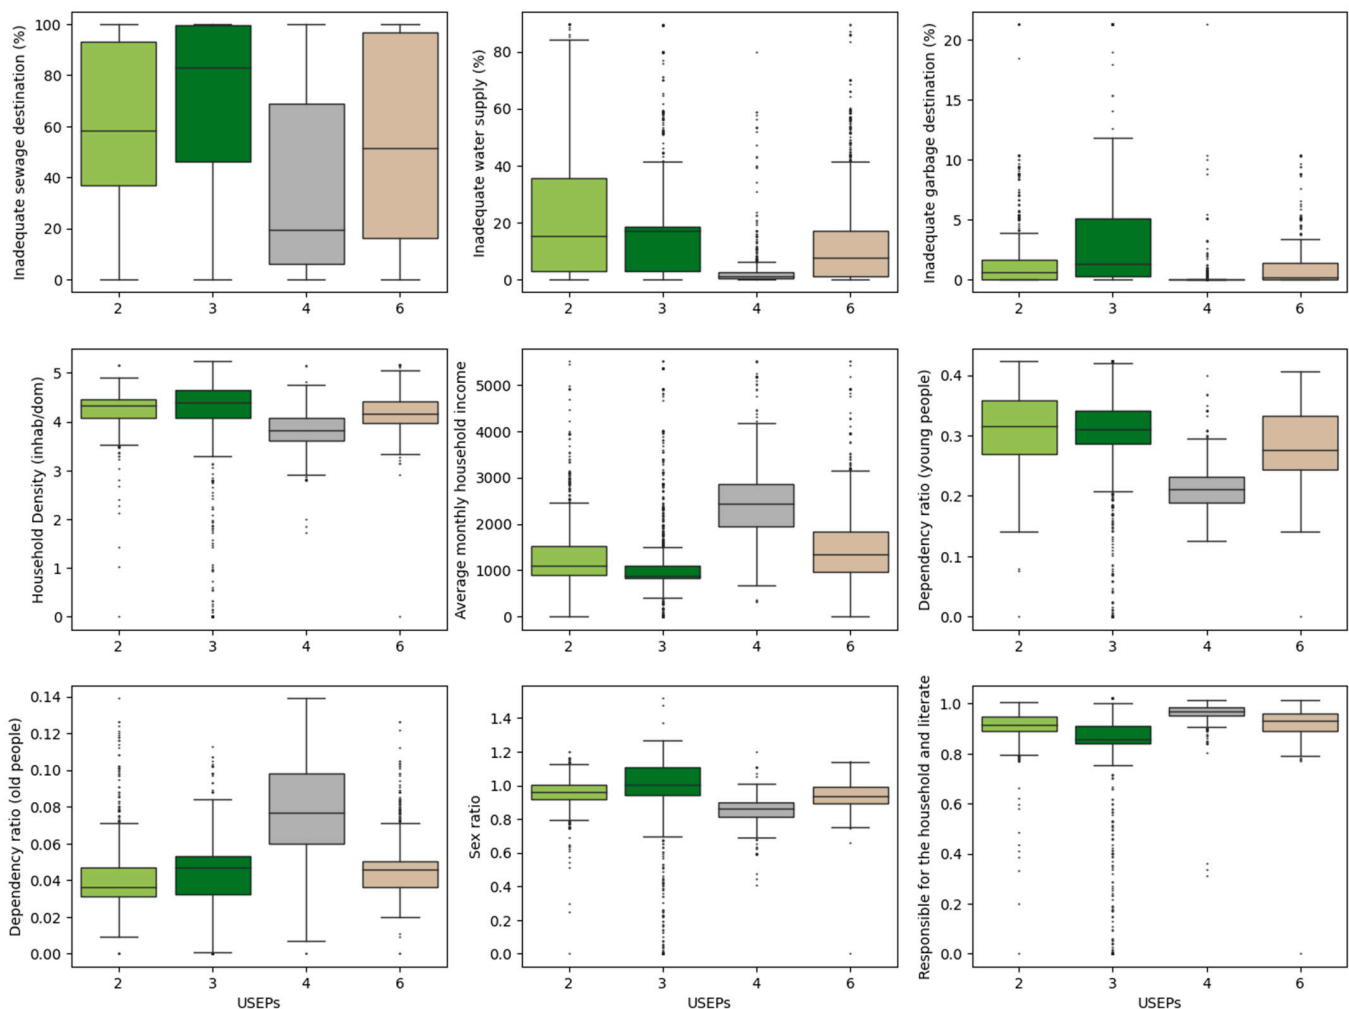 Inadequate sewage destination (%)
100
80
60
40
20
0
2 3 4 6
Inadequate water supply (%)
80
60
40
20
0
2 3 4 6
Inadequate garbage destination (%)
20
15
10
5
0
2 3 4 6
Household Density (inhab/dom)
5
4
3
2
1
0
2 3 4 6
Average monthly household income
5000
4000
3000
2000
1000
0
2 3 4 6
Dependency ratio (young people)
0.4
0.3
0.2
0.1
0.0
2 3 4 6
Dependency ratio (old people)
0.14
0.12
0.10
0.08
0.06
0.04
0.02
0.00
2 3 4 6
USEPs
Sex ratio
1.4
1.2
1.0
0.8
0.6
0.4
0.2
0.0
2 3 4 6
USEPs
Responsible for the household and literate
1.0
0.8
0.6
0.4
0.2
0.0
2 3 4 6
USEPs